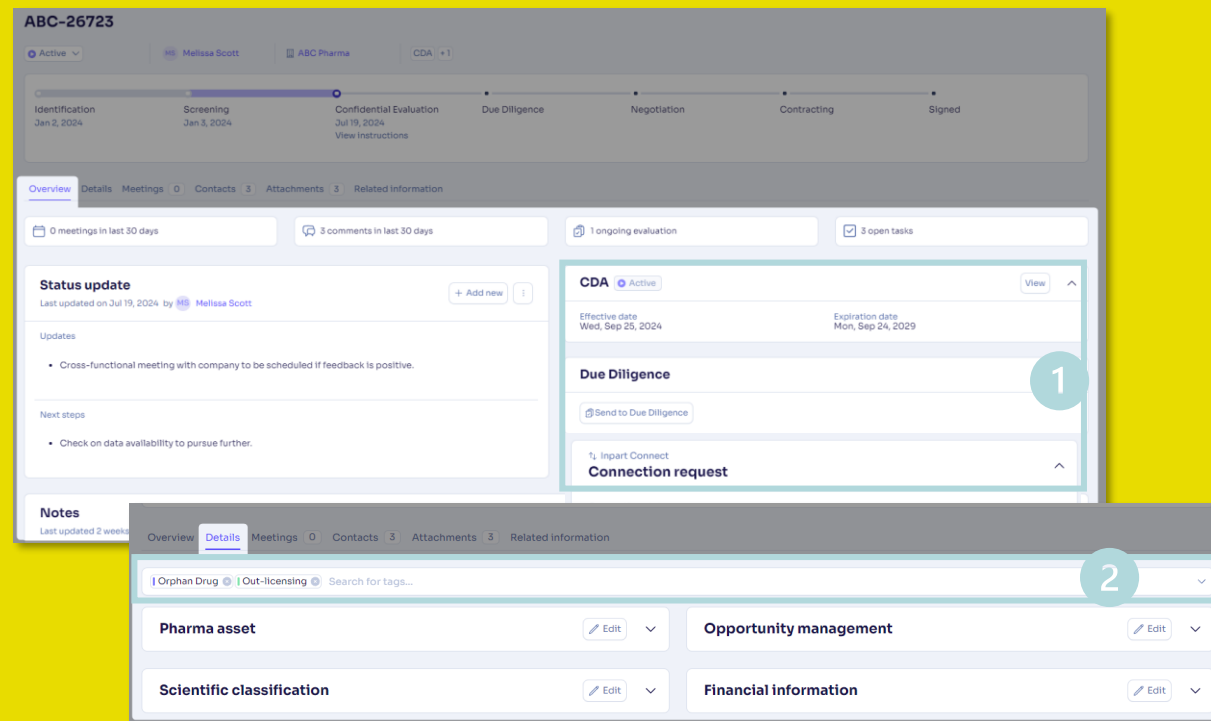 ABC-26723
Active
MS Melissa Scott
ABC Pharma
CDA +1
Identification
Jan 2, 2024
Screening
Jan 3, 2024
Confidential Evaluation
Jul 19, 2024
View instructions
Due Diligence
Negotiation
Contracting
Signed
Overview Details Meetings 0 Contacts 3 Attachments 3 Related information
0 meetings in last 30 days
3 comments in last 30 days
1 ongoing evaluation
3 open tasks
Status update
Last updated on Jul 19, 2024 by MS Melissa Scott
+ Add new
Updates
• Cross-functional meeting with company to be scheduled if feedback is positive.
Next steps
• Check on data availability to pursue further.
Notes
Last updated 2 weeks
CDA Active
View
Effective date
Wed, Sep 25, 2024
Expiration date
Mon, Sep 24, 2029
Due Diligence
1
Send to Due Diligence
Inpart Connect
Connection request
Overview Details Meetings 0 Contacts 3 Attachments 3 Related information
Orphan Drug Out-licensing Search for tags...
2
Pharma asset
Edit
Opportunity management
Edit
Scientific classification
Edit
Financial information
Edit